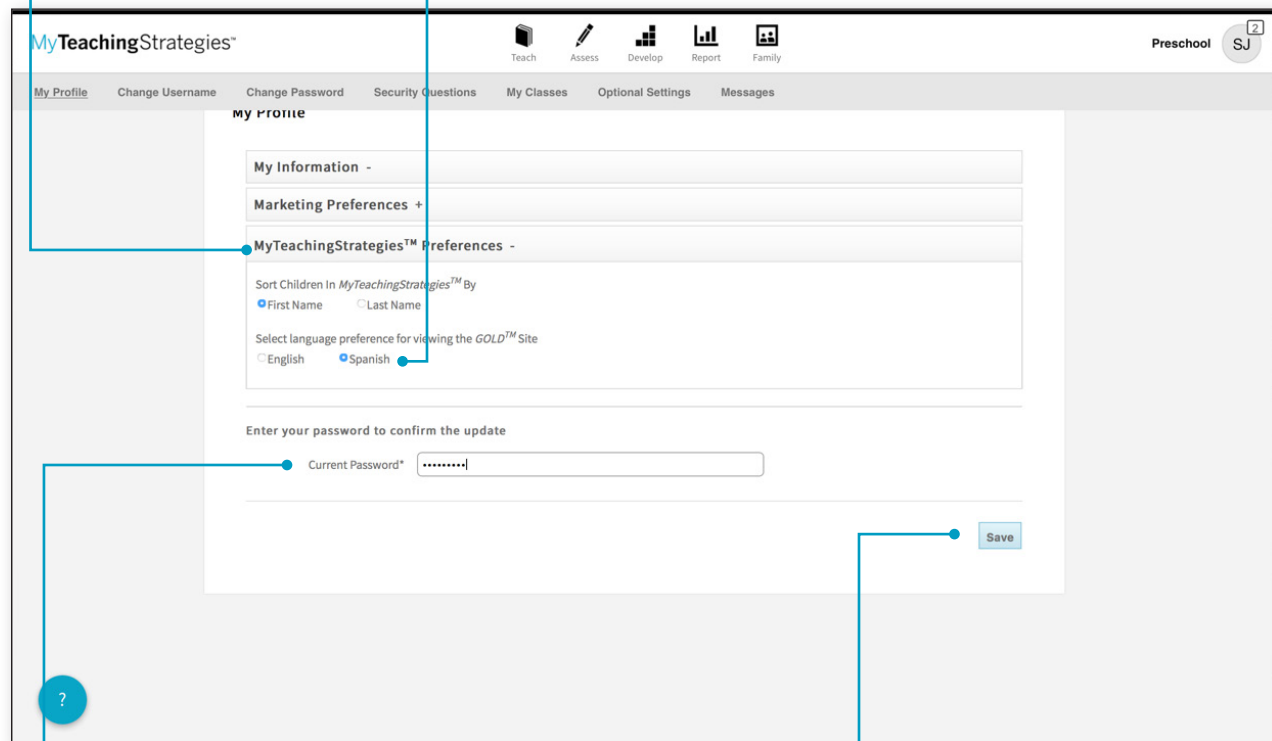 MyTeachingStrategies™
Teach Assess Develop Report Family
Preschool SJ 2
My Profile Change Username Change Password Security Questions My Classes Optional Settings Messages
My Profile
My Information -
Marketing Preferences +
MyTeachingStrategies™ Preferences -
Sort Children In MyTeachingStrategies™ By
First Name Last Name
Select language preference for viewing the GOLD™ Site
English Spanish
Enter your password to confirm the update
Current Password* •••••••••
Save
?